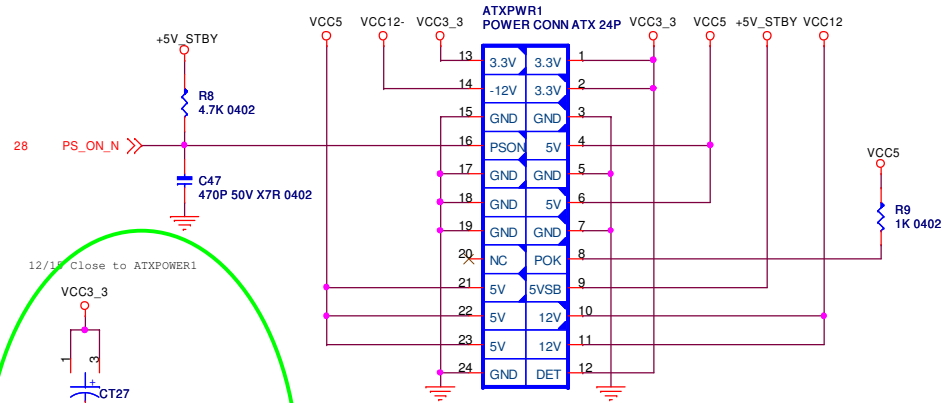 ATXPWR1
POWER CONN ATX 24P
VCC5 VCC12- VCC3_3 VCC3_3 VCC5 +5V_STBY VCC12
+5V_STBY
R8
4.7K 0402
28 PS_ON_N
C47
470P 50V X7R 0402
13 3.3V 3.3V 1
14 -12V 3.3V 2
15 GND GND 3
16 PSON 5V 4
17 GND GND 5
18 GND 5V 6
19 GND GND 7
20 NC POK 8
21 5V 5VSB 9
22 5V 12V 10
23 5V 12V 11
24 GND DET 12
VCC5
R9
1K 0402
Close to ATXPOWER1
VCC3_3
1 3
+
CT27